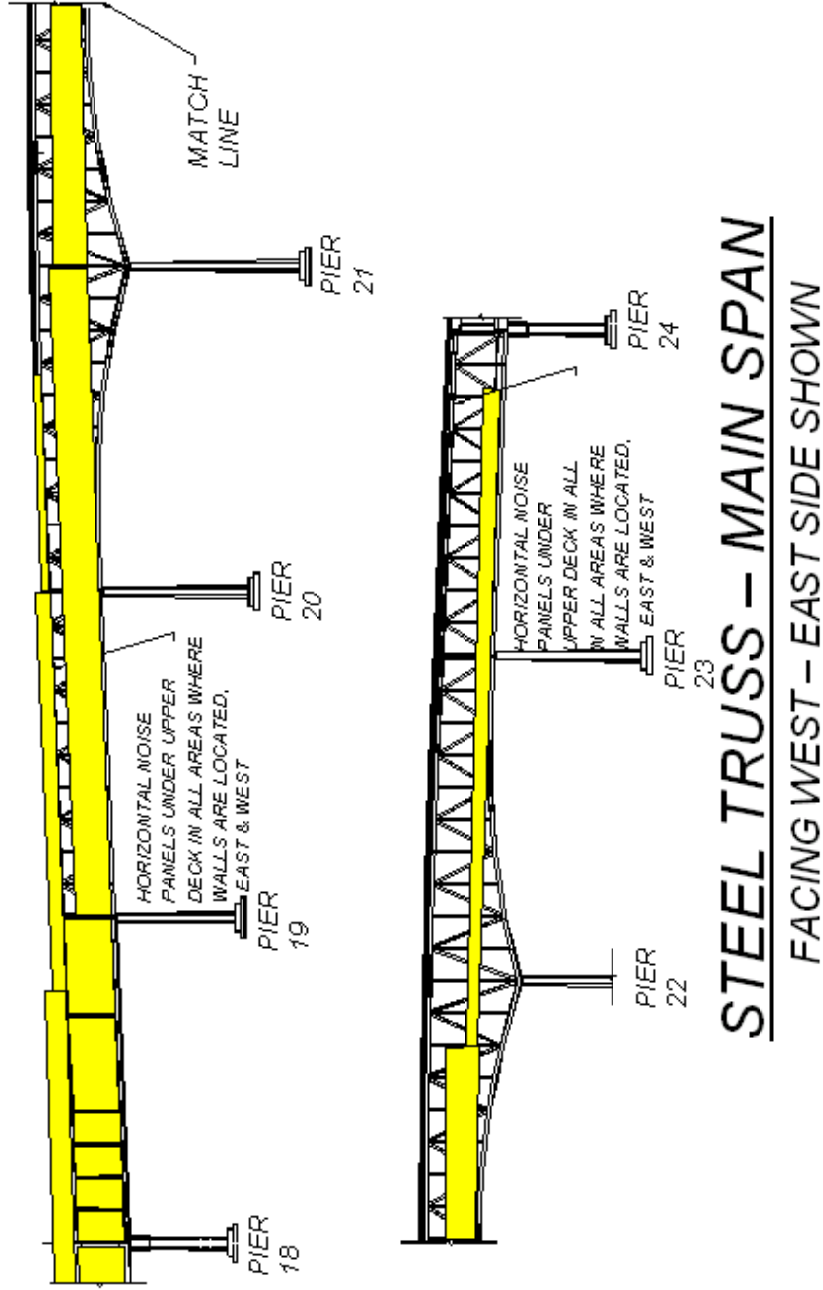 MATCH
LINE
PIER
21
PIER
20
HORIZONTAL NOISE
PANELS UNDER UPPER
DECK IN ALL AREAS WHERE
WALLS ARE LOCATED,
EAST & WEST
PIER
19
PIER
18
PIER
24
HORIZONTAL NOISE
PANELS UNDER
UPPER DECK IN ALL
IN ALL AREAS WHERE
WALLS ARE LOCATED,
EAST & WEST
PIER
23
PIER
22
STEEL TRUSS – MAIN SPAN
FACING WEST – EAST SIDE SHOWN